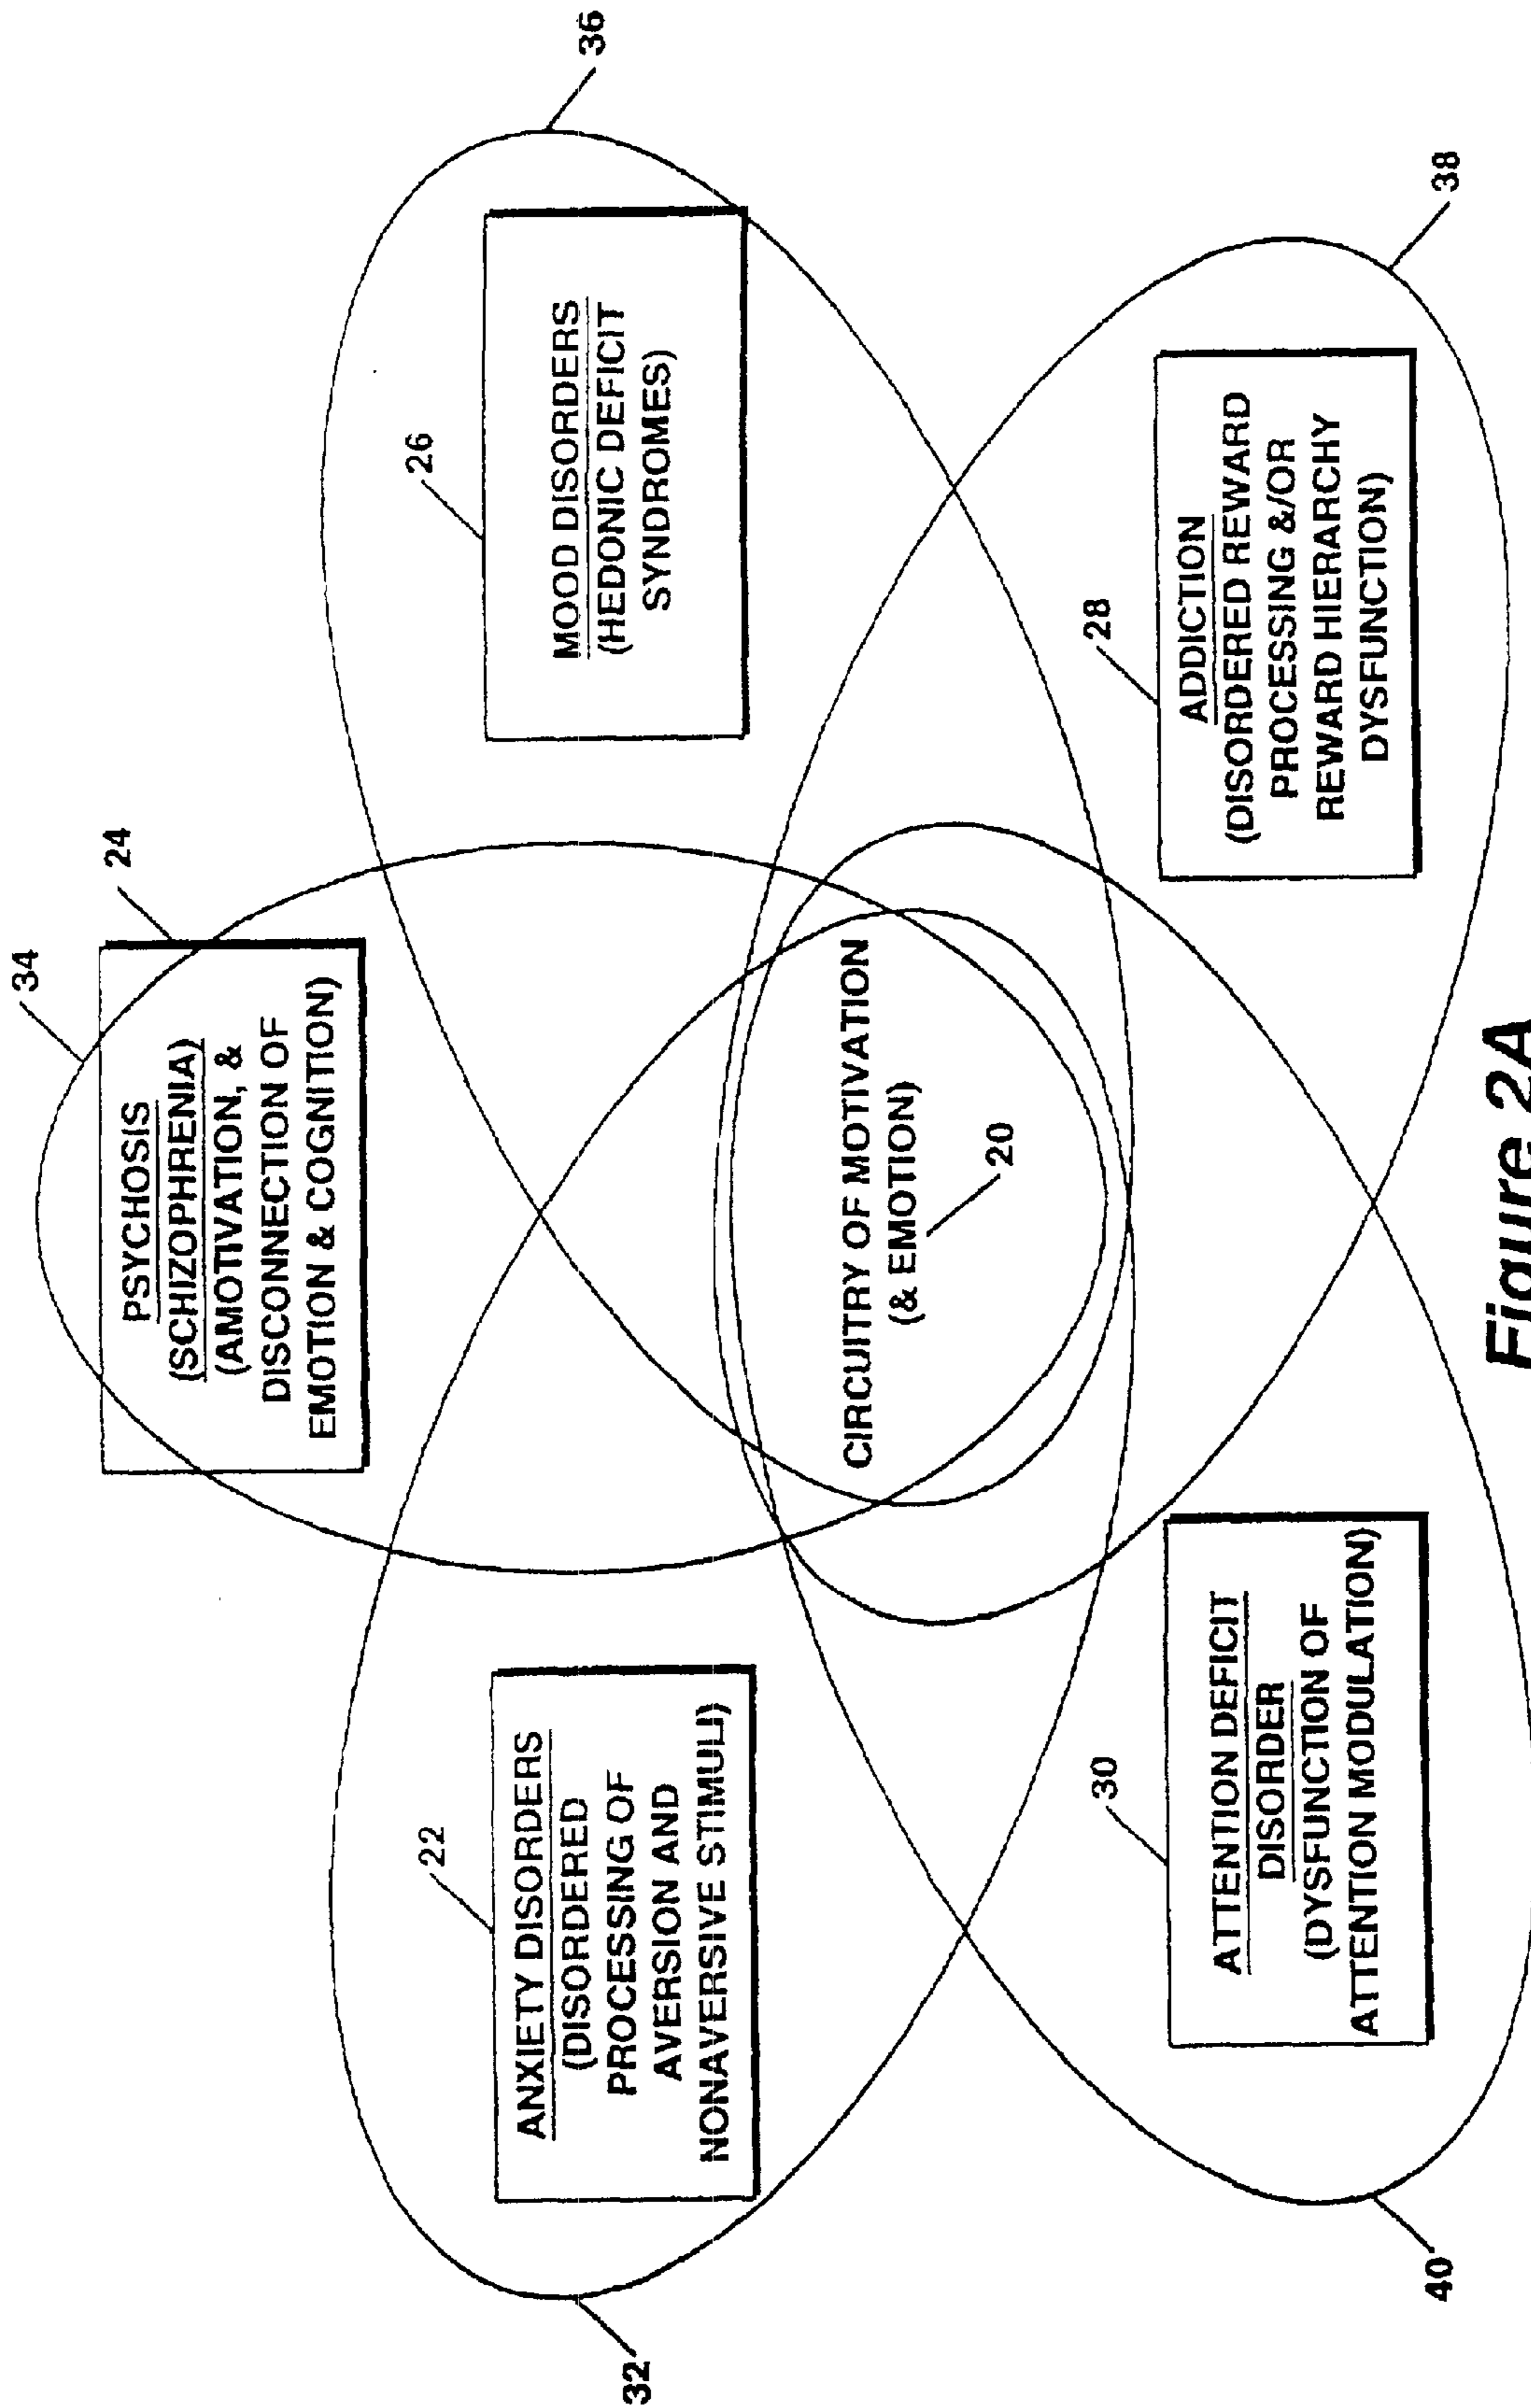 34
24
PSYCHOSIS
(SCHIZOPHRENIA)
(AMOTIVATION, &
DISCONNECTION OF
EMOTION & COGNITION)
36
26
MOOD DISORDERS
(HEDONIC DEFICIT
SYNDROMES)
22
ANXIETY DISORDERS
(DISORDERED
PROCESSING OF
AVERSION AND
NONAVERSIVE STIMULI)
32
CIRCUITRY OF MOTIVATION
(& EMOTION)
20
30
ATTENTION DEFICIT
DISORDER
(DYSFUNCTION OF
ATTENTION MODULATION)
40
28
ADDICTION
(DISORDERED REWARD
PROCESSING &/OR
REWARD HIERARCHY
DYSFUNCTION)
38
Figure 2A